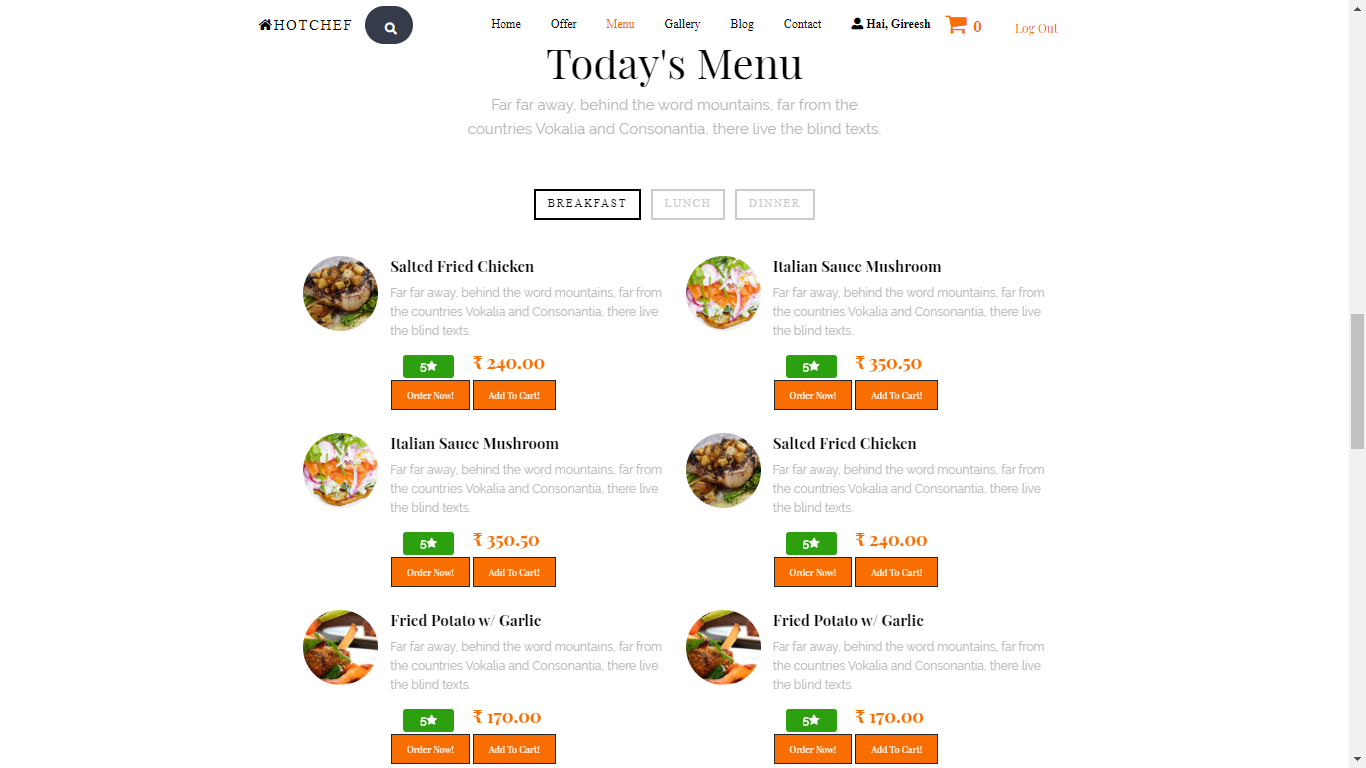 HOTCHEF
Home Offer Menu Gallery Blog Contact Hai, Gireesh 0 Log Out
Today's Menu
Far far away, behind the word mountains, far from the
countries Vokalia and Consonantia, there live the blind texts.
BREAKFAST LUNCH DINNER
Salted Fried Chicken
Far far away, behind the word mountains, far from
the countries Vokalia and Consonantia, there live
the blind texts.
5★ ₹ 240.00
Order Now! Add To Cart!
Italian Sauce Mushroom
Far far away, behind the word mountains, far from
the countries Vokalia and Consonantia, there live
the blind texts.
5★ ₹ 350.50
Order Now! Add To Cart!
Italian Sauce Mushroom
Far far away, behind the word mountains, far from
the countries Vokalia and Consonantia, there live
the blind texts.
5★ ₹ 350.50
Order Now! Add To Cart!
Salted Fried Chicken
Far far away, behind the word mountains, far from
the countries Vokalia and Consonantia, there live
the blind texts.
5★ ₹ 240.00
Order Now! Add To Cart!
Fried Potato w/ Garlic
Far far away, behind the word mountains, far from
the countries Vokalia and Consonantia, there live
the blind texts.
5★ ₹ 170.00
Order Now! Add To Cart!
Fried Potato w/ Garlic
Far far away, behind the word mountains, far from
the countries Vokalia and Consonantia, there live
the blind texts.
5★ ₹ 170.00
Order Now! Add To Cart!